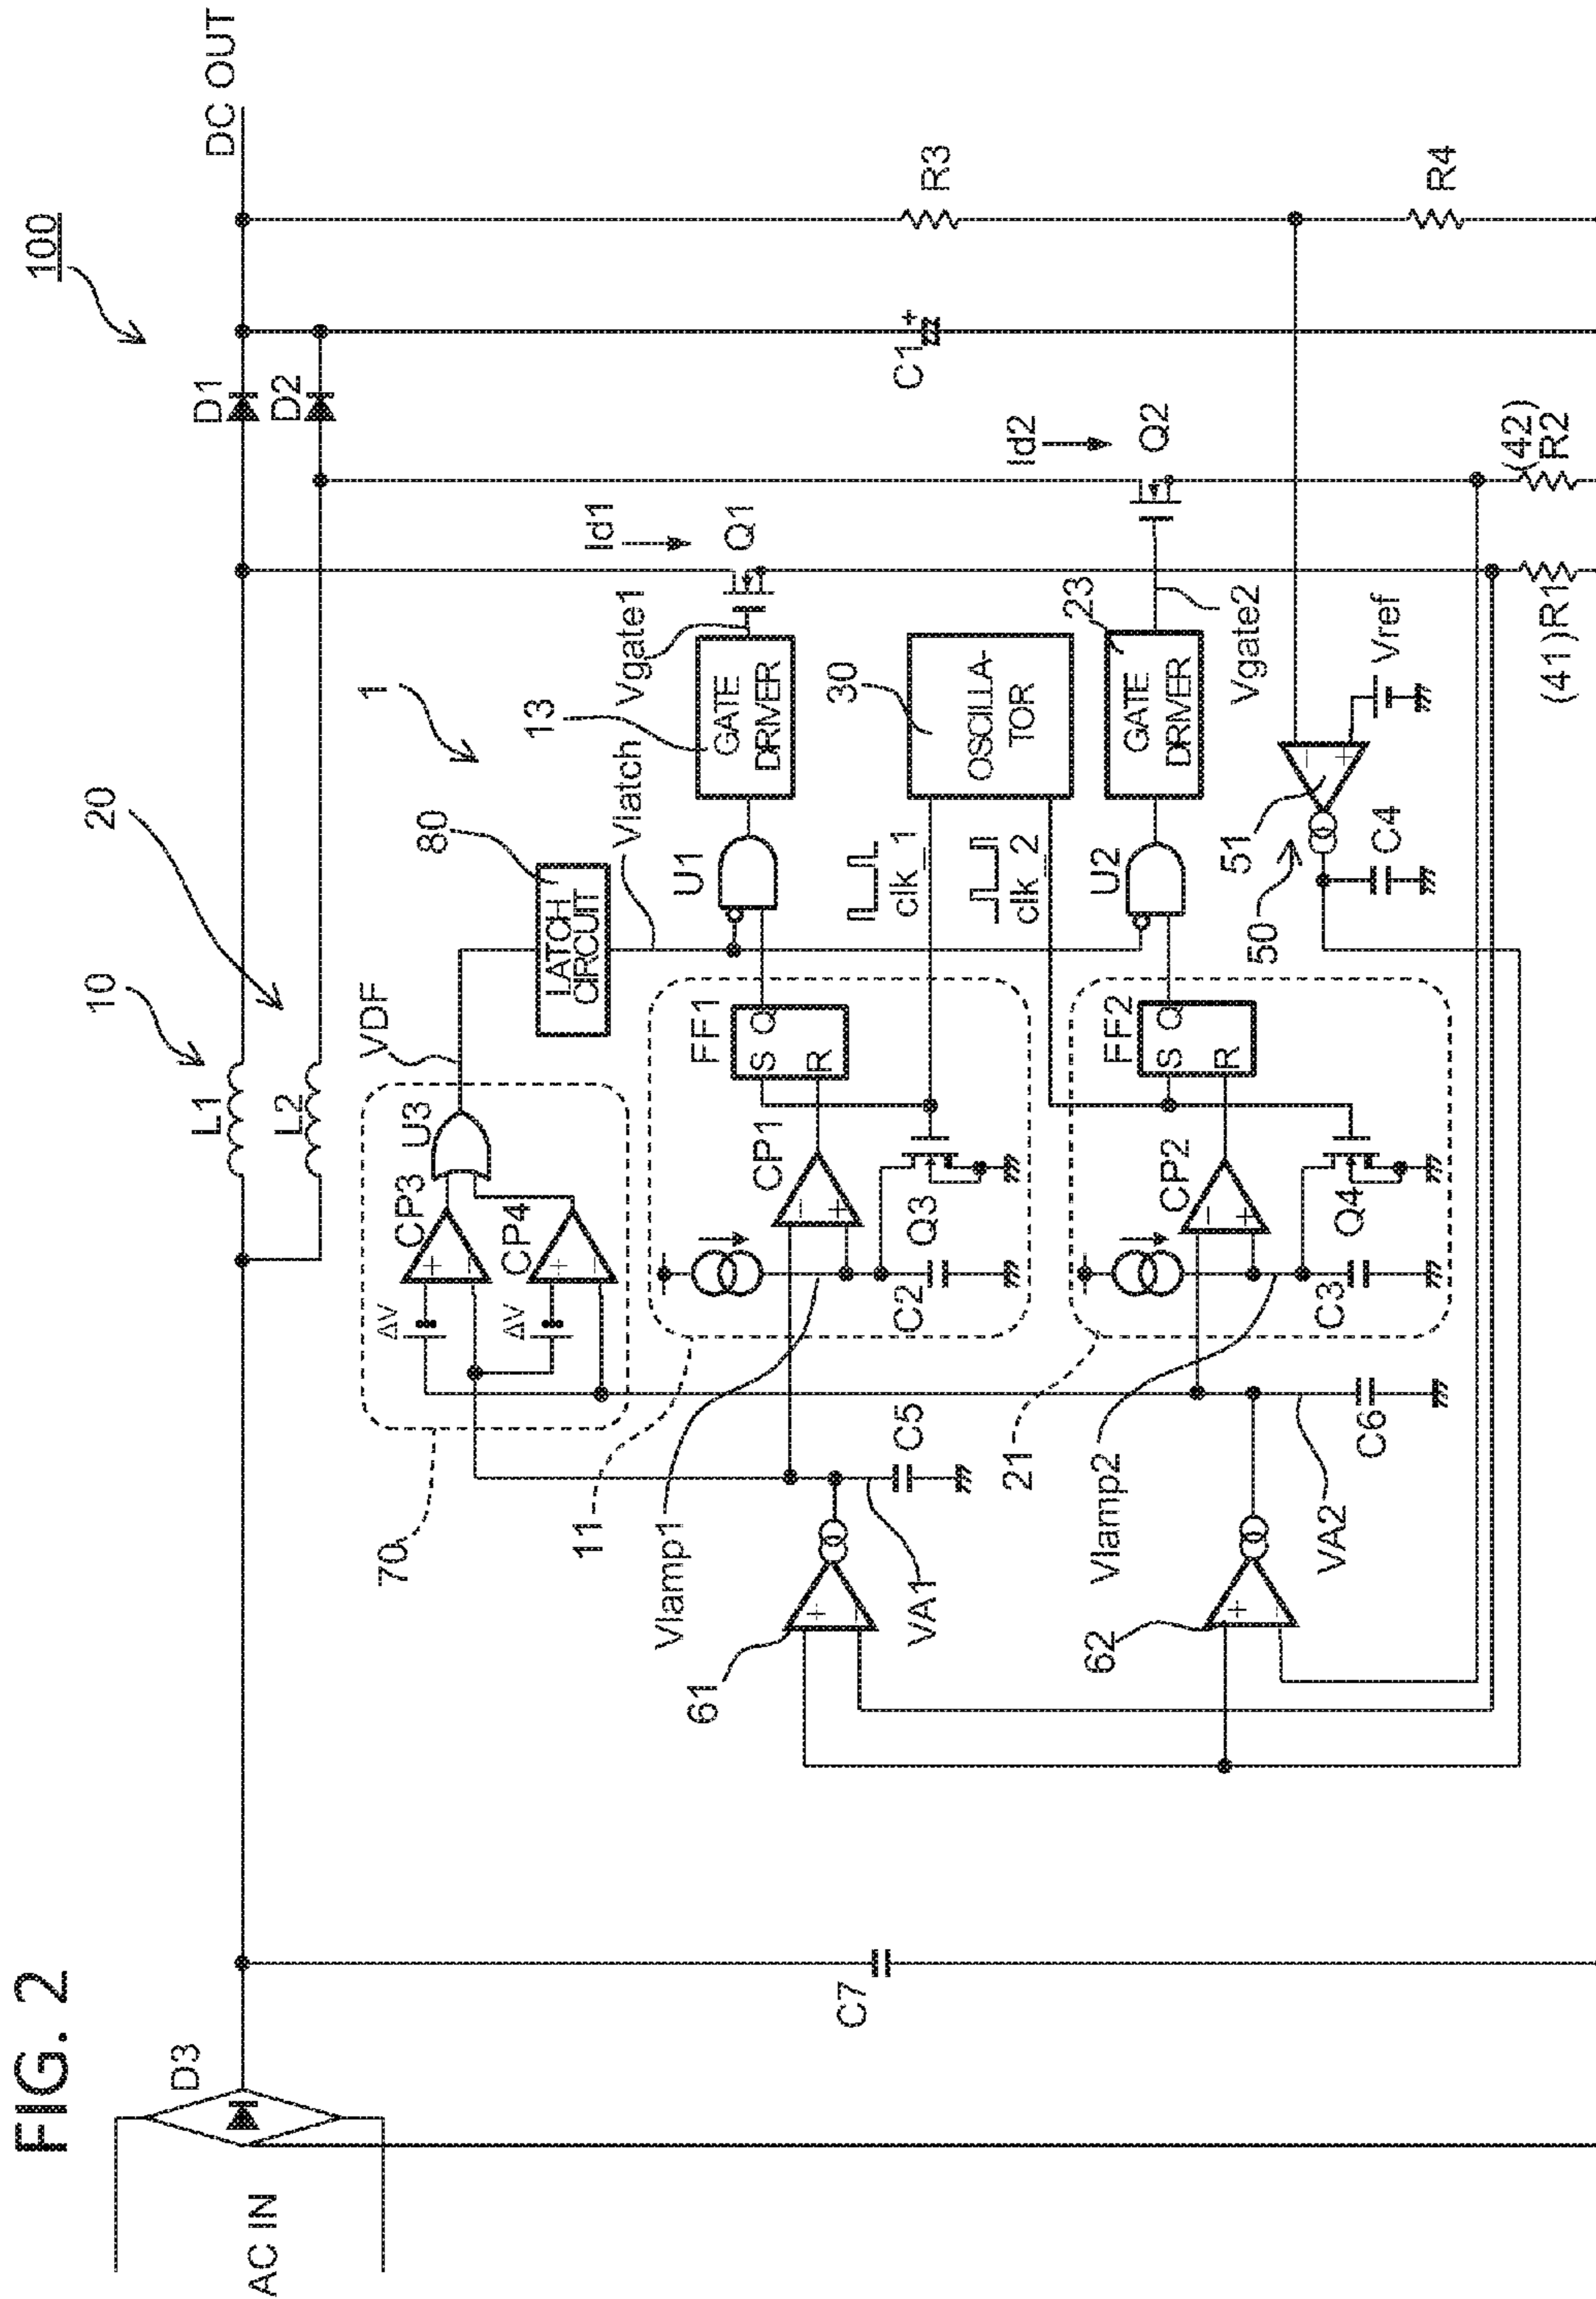 FIG. 2
100
AC IN
D3
L1
L2
10
20
D1
D2
DC OUT
70
CP3
CP4
ΔV
ΔV
+
−
+
−
U3
VDF
80
LATCH
CIRCUIT
Vlatch
1
Id1
Q1
Vgate1
13
GATE
DRIVER
U1
FF1
S
Q
R
CP1
−
+
11
Vlamp1
C2
Q3
clk_1
30
OSCILLA-
TOR
clk_2
C1
+
R3
Id2
Q2
23
GATE
DRIVER
Vgate2
U2
FF2
S
Q
R
CP2
−
+
21
Vlamp2
C3
Q4
61
+
−
VA1
C5
62
+
−
VA2
C6
50
51
−
+
C4
Vref
R4
C7
(41)R1
(42)
R2